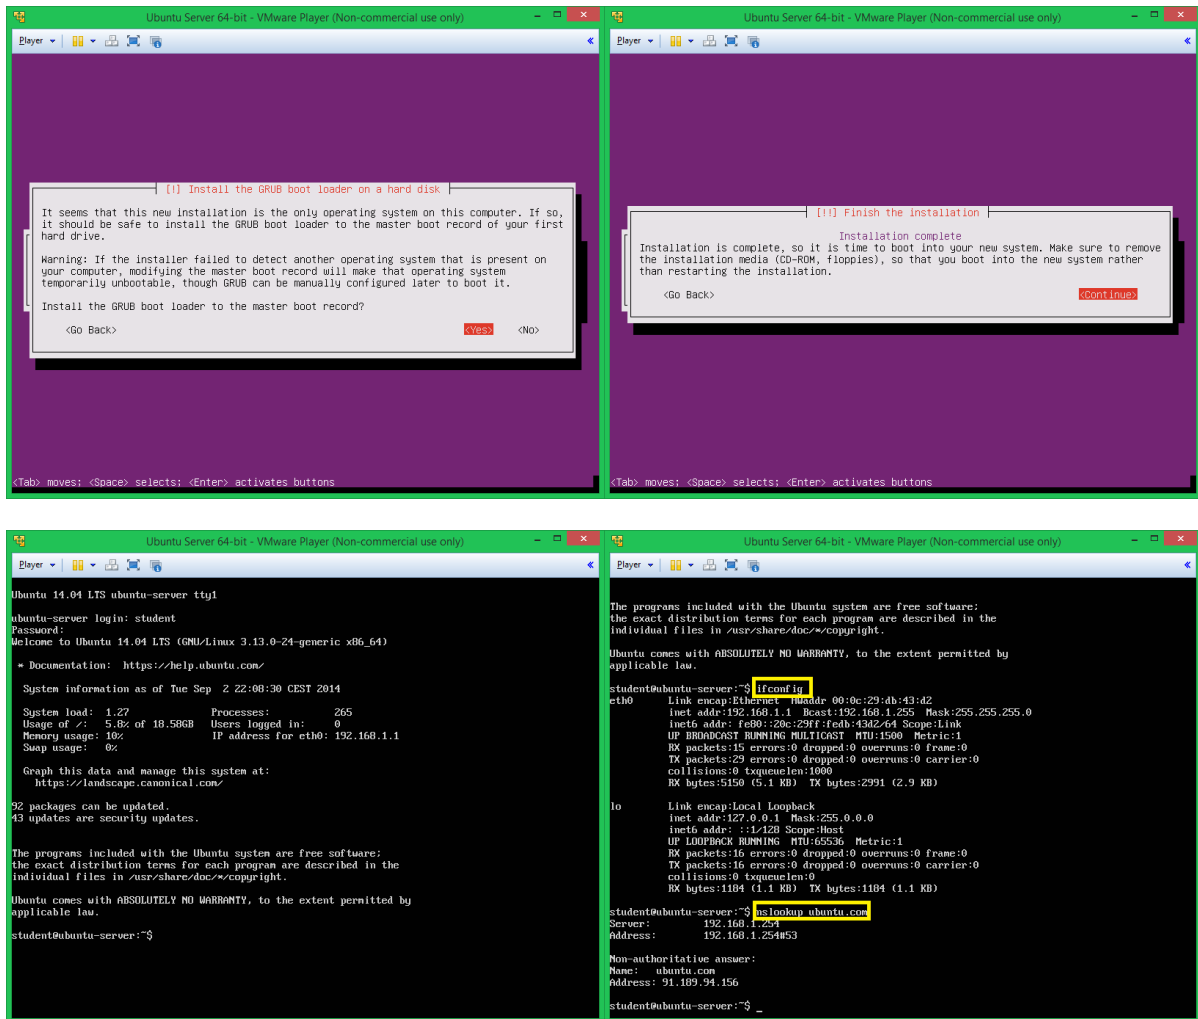 Ubuntu Server 64-bit - VMware Player (Non-commercial use only)
Player
[!] Install the GRUB boot loader on a hard disk
It seems that this new installation is the only operating system on this computer. If so,
it should be safe to install the GRUB boot loader to the master boot record of your first
hard drive.
Warning: If the installer failed to detect another operating system that is present on
your computer, modifying the master boot record will make that operating system
temporarily unbootable, though GRUB can be manually configured later to boot it.
Install the GRUB boot loader to the master boot record?
<Go Back> <Yes> <No>
<Tab> moves; <Space> selects; <Enter> activates buttons
Ubuntu Server 64-bit - VMware Player (Non-commercial use only)
Player
[!!] Finish the installation
Installation complete
Installation is complete, so it is time to boot into your new system. Make sure to remove
the installation media (CD-ROM, floppies), so that you boot into the new system rather
than restarting the installation.
<Go Back> <Continue>
<Tab> moves; <Space> selects; <Enter> activates buttons
Ubuntu Server 64-bit - VMware Player (Non-commercial use only)
Player
Ubuntu 14.04 LTS ubuntu-server tty1
ubuntu-server login: student
Password:
Welcome to Ubuntu 14.04 LTS (GNU/Linux 3.13.0-24-generic x86_64)
* Documentation: https://help.ubuntu.com/
System information as of Tue Sep 2 22:08:30 CEST 2014
System load: 1.27 Processes: 265
Usage of /: 5.8% of 18.58GB Users logged in: 0
Memory usage: 10% IP address for eth0: 192.168.1.1
Swap usage: 0%
Graph this data and manage this system at:
https://landscape.canonical.com/
92 packages can be updated.
43 updates are security updates.
The programs included with the Ubuntu system are free software;
the exact distribution terms for each program are described in the
individual files in /usr/share/doc/*/copyright.
Ubuntu comes with ABSOLUTELY NO WARRANTY, to the extent permitted by
applicable law.
student@ubuntu-server:~$
Ubuntu Server 64-bit - VMware Player (Non-commercial use only)
Player
The programs included with the Ubuntu system are free software;
the exact distribution terms for each program are described in the
individual files in /usr/share/doc/*/copyright.
Ubuntu comes with ABSOLUTELY NO WARRANTY, to the extent permitted by
applicable law.
student@ubuntu-server:~$ ifconfig
eth0 Link encap:Ethernet HWaddr 00:0c:29:db:43:d2
inet addr:192.168.1.1 Bcast:192.168.1.255 Mask:255.255.255.0
inet6 addr: fe80::20c:29ff:fedb:43d2/64 Scope:Link
UP BROADCAST RUNNING MULTICAST MTU:1500 Metric:1
RX packets:15 errors:0 dropped:0 overruns:0 frame:0
TX packets:29 errors:0 dropped:0 overruns:0 carrier:0
collisions:0 txqueuelen:1000
RX bytes:5150 (5.1 KB) TX bytes:2991 (2.9 KB)
lo Link encap:Local Loopback
inet addr:127.0.0.1 Mask:255.0.0.0
inet6 addr: ::1/128 Scope:Host
UP LOOPBACK RUNNING MTU:65536 Metric:1
RX packets:16 errors:0 dropped:0 overruns:0 frame:0
TX packets:16 errors:0 dropped:0 overruns:0 carrier:0
collisions:0 txqueuelen:0
RX bytes:1184 (1.1 KB) TX bytes:1184 (1.1 KB)
student@ubuntu-server:~$ nslookup ubuntu.com
Server: 192.168.1.254
Address: 192.168.1.254#53
Non-authoritative answer:
Name: ubuntu.com
Address: 91.189.94.156
student@ubuntu-server:~$ _